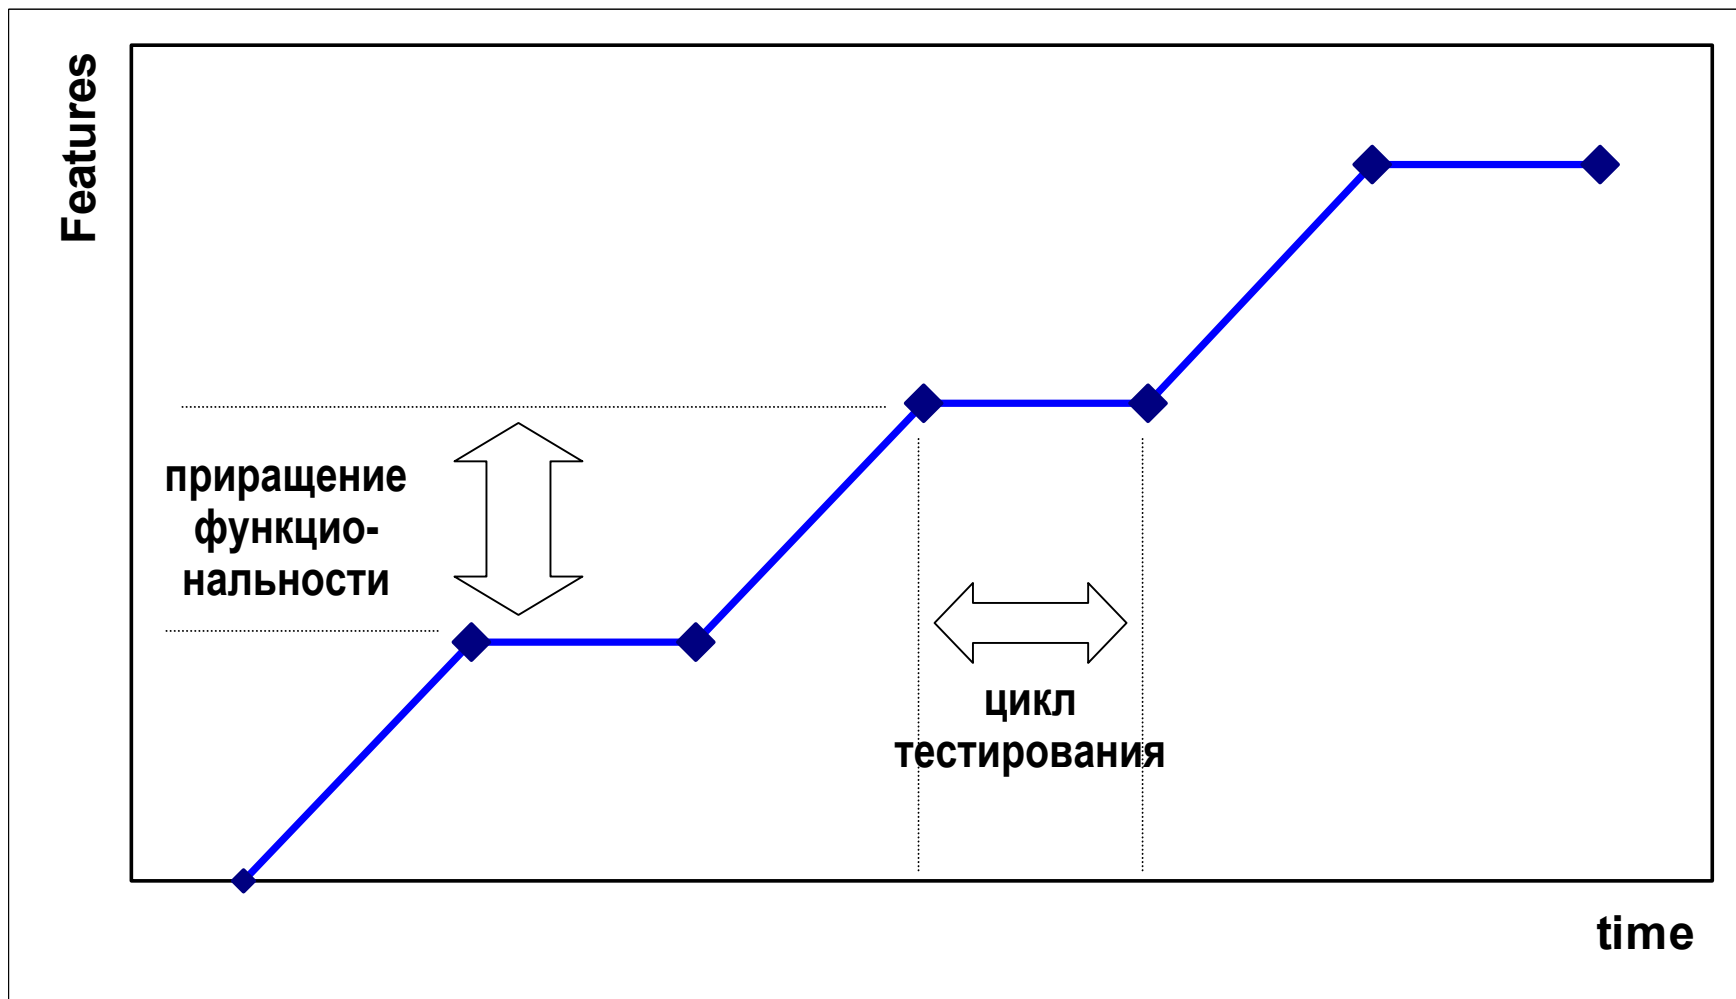 Features
приращение
функцио-
нальности
цикл
тестирования
time